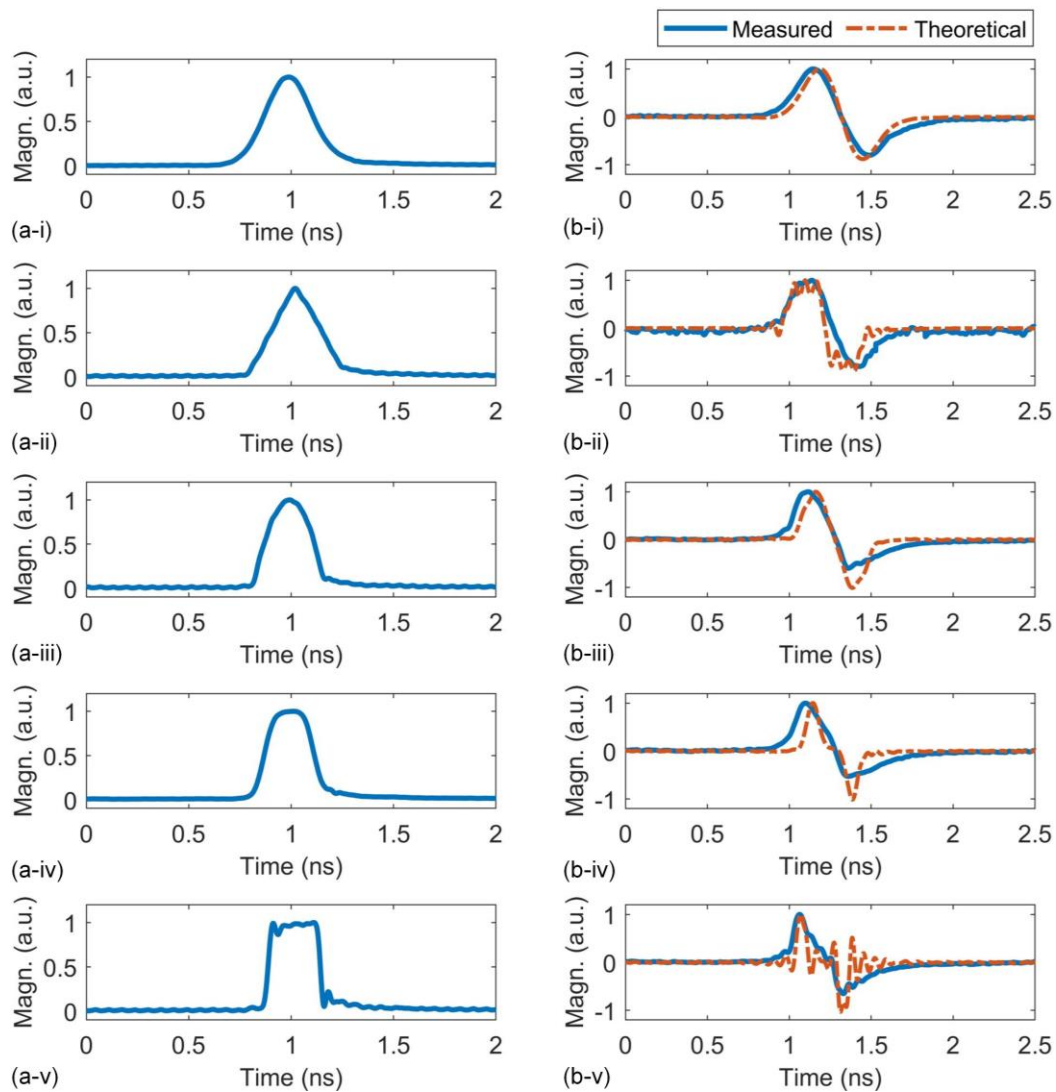 Measured Theoretical
Magn. (a.u.)
1
0.5
0
0 0.5 1 1.5 2
Time (ns)
(a-i)
Magn. (a.u.)
1
0
-1
0 0.5 1 1.5 2 2.5
Time (ns)
(b-i)
Magn. (a.u.)
1
0.5
0
0 0.5 1 1.5 2
Time (ns)
(a-ii)
Magn. (a.u.)
1
0
-1
0 0.5 1 1.5 2 2.5
Time (ns)
(b-ii)
Magn. (a.u.)
1
0.5
0
0 0.5 1 1.5 2
Time (ns)
(a-iii)
Magn. (a.u.)
1
0
-1
0 0.5 1 1.5 2 2.5
Time (ns)
(b-iii)
Magn. (a.u.)
1
0.5
0
0 0.5 1 1.5 2
Time (ns)
(a-iv)
Magn. (a.u.)
1
0
-1
0 0.5 1 1.5 2 2.5
Time (ns)
(b-iv)
Magn. (a.u.)
1
0.5
0
0 0.5 1 1.5 2
Time (ns)
(a-v)
Magn. (a.u.)
1
0
-1
0 0.5 1 1.5 2 2.5
Time (ns)
(b-v)